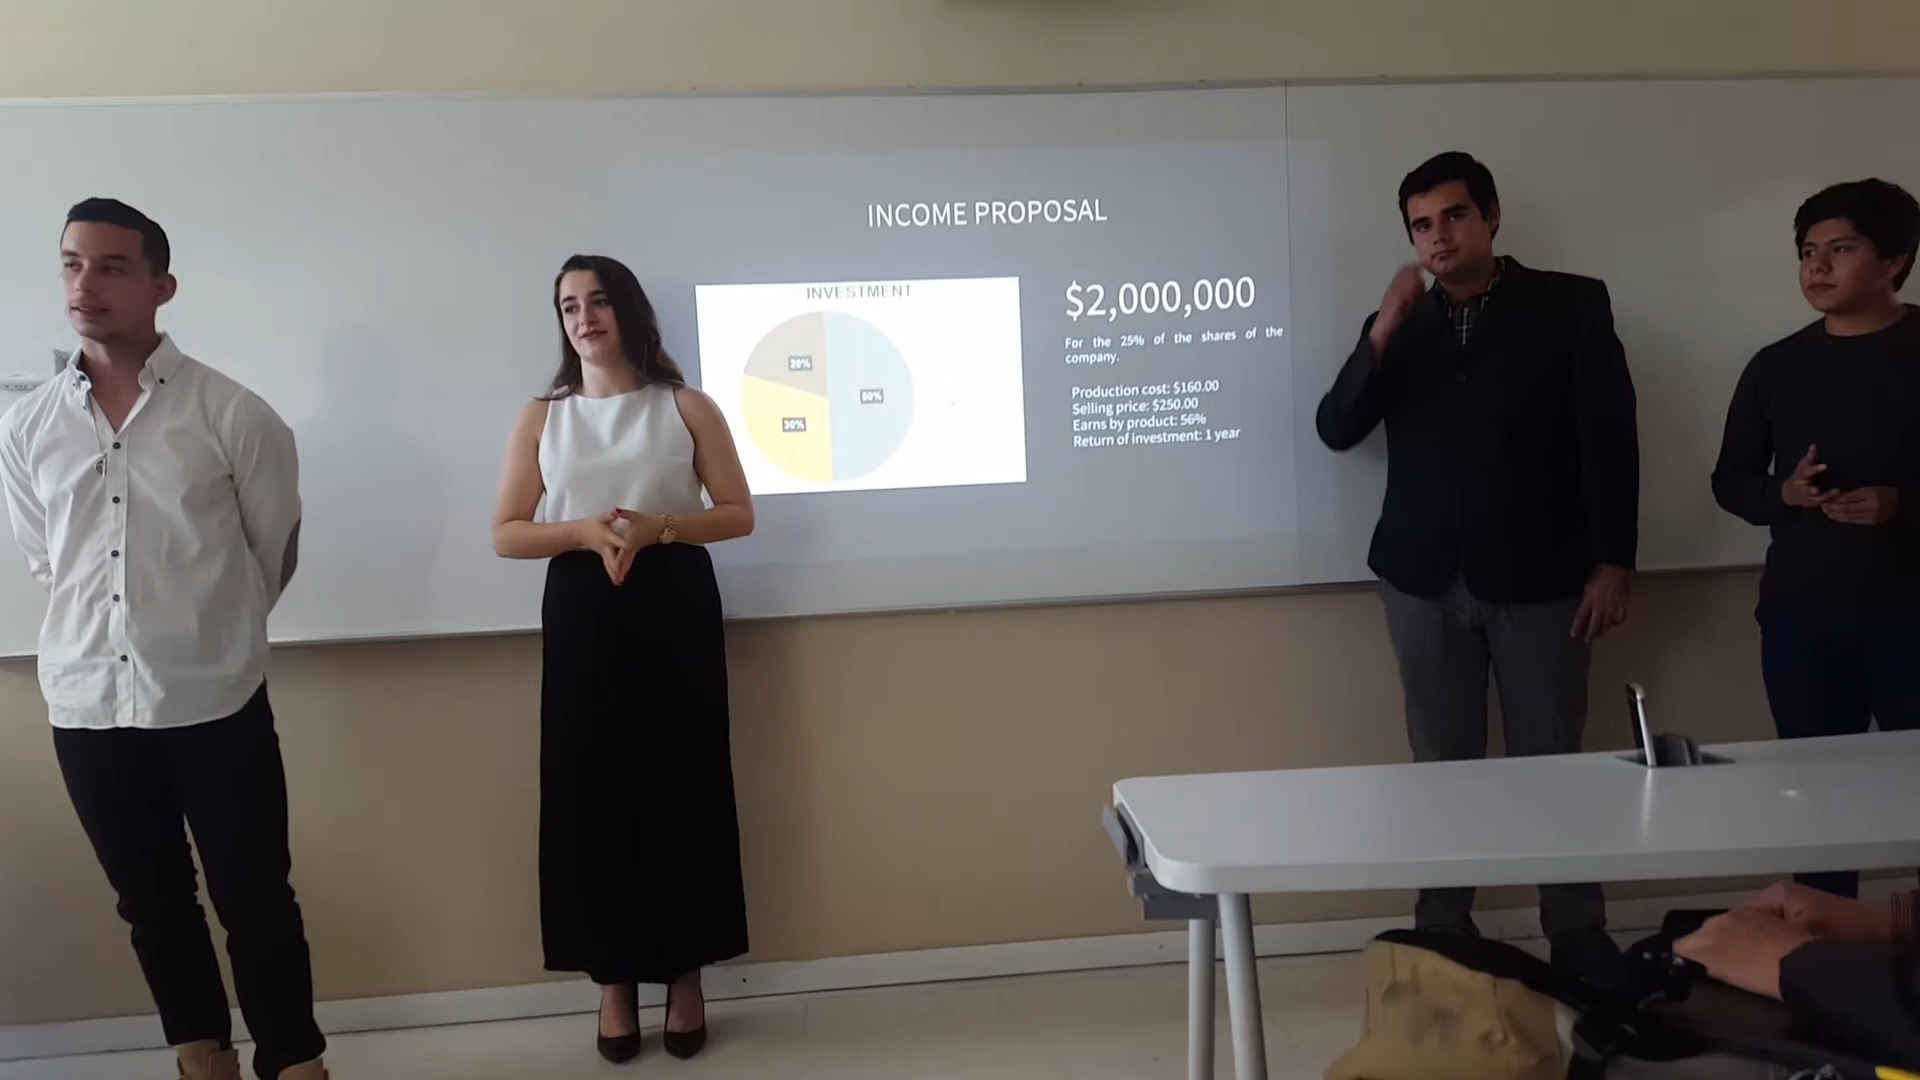 INCOME PROPOSAL
INVESTMENT
20%
50%
30%
$2,000,000
For the 25% of the shares of the
company.
Production cost: $160.00
Selling price: $250.00
Earns by product: 56%
Return of investment: 1 year